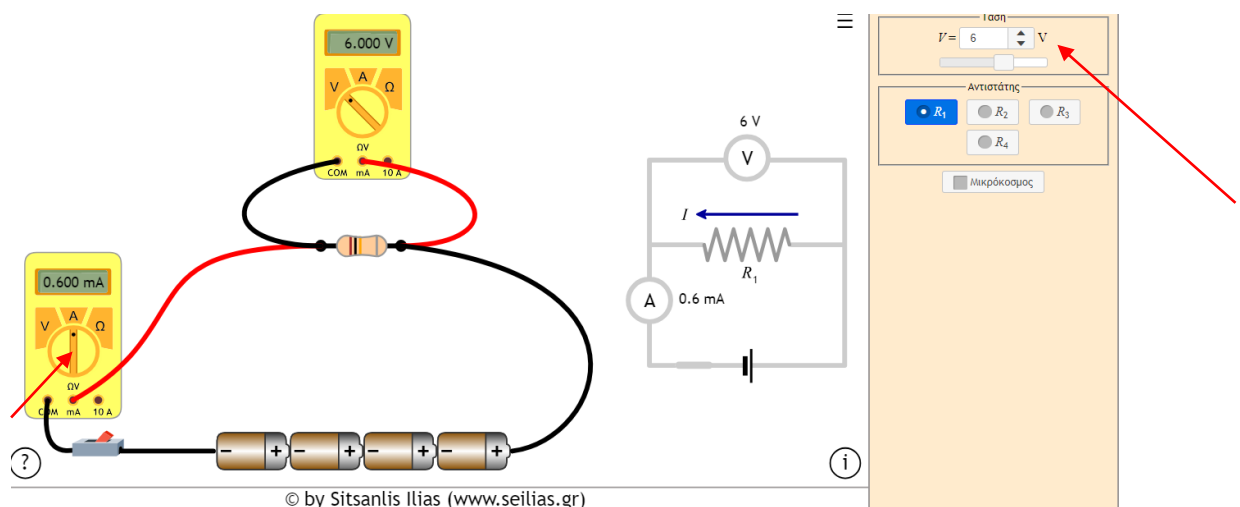 6.000 V
V A Ω
ΩV
COM mA 10 A
0.600 mA
V A Ω
ΩV
COM mA 10 A
− + − + − + − +
?
i
© by Sitsanlis Ilias (www.seilias.gr)
☰
6 V
V
I
R₁
A
0.6 mA
Τάση
V = 6 V
Αντιστάτης
R₁ R₂ R₃
R₄
Μικρόκοσμος